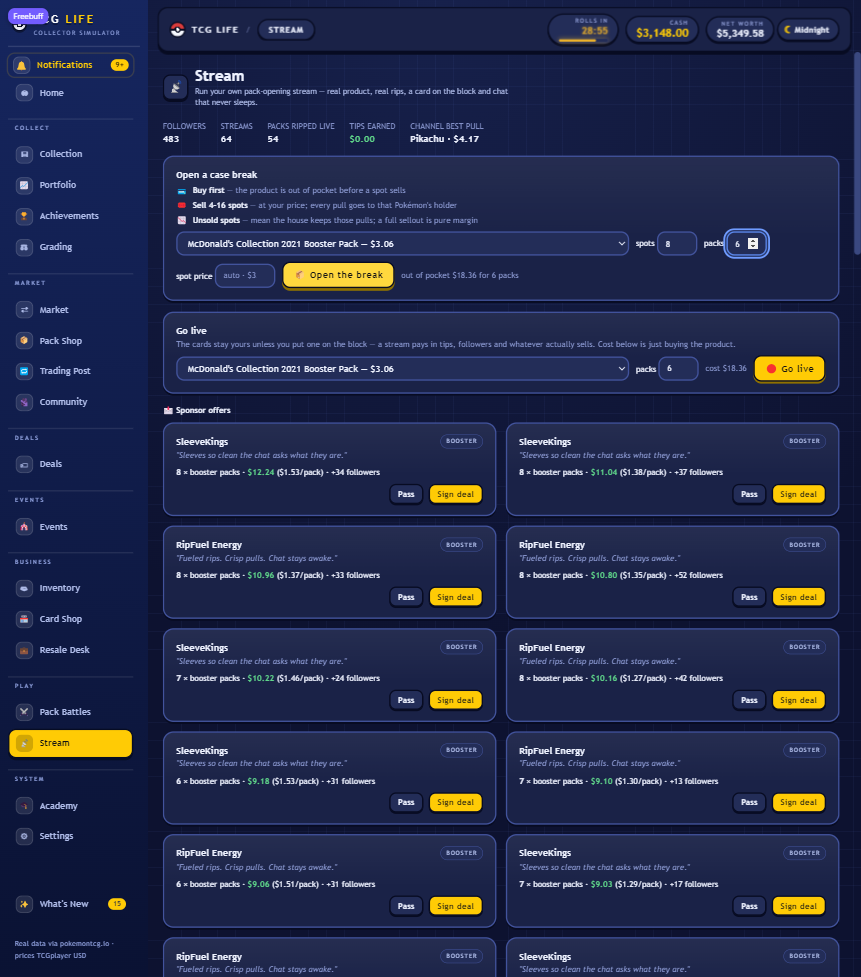 Freebuff
TCG LIFE
COLLECTOR SIMULATOR
Notifications 9+
Home
COLLECT
Collection
Portfolio
Achievements
Grading
MARKET
Market
Pack Shop
Trading Post
Community
DEALS
Deals
EVENTS
Events
BUSINESS
Inventory
Card Shop
Resale Desk
PLAY
Pack Battles
Stream
SYSTEM
Academy
Settings
What's New 15
Real data via pokemontcg.io ·
prices TCGplayer USD
TCG LIFE / STREAM
ROLLS IN
28:55
CASH
$3,148.00
NET WORTH
$5,349.58
Midnight
Stream
Run your own pack-opening stream — real product, real rips, a card on the block and chat
that never sleeps.
FOLLOWERS STREAMS PACKS RIPPED LIVE TIPS EARNED CHANNEL BEST PULL
483 64 54 $0.00 Pikachu · $4.17
Open a case break
Buy first — the product is out of pocket before a spot sells
Sell 4-16 spots — at your price; every pull goes to that Pokémon's holder
Unsold spots — mean the house keeps those pulls; a full sellout is pure margin
McDonald's Collection 2021 Booster Pack — $3.06 spots 8 packs 6
spot price auto · $3 Open the break out of pocket $18.36 for 6 packs
Go live
The cards stay yours unless you put one on the block — a stream pays in tips, followers and whatever actually sells. Cost below is just buying the product.
McDonald's Collection 2021 Booster Pack — $3.06 packs 6 cost $18.36 Go live
Sponsor offers
SleeveKings BOOSTER
"Sleeves so clean the chat asks what they are."
8 × booster packs · $12.24 ($1.53/pack) · +34 followers
Pass Sign deal
SleeveKings BOOSTER
"Sleeves so clean the chat asks what they are."
8 × booster packs · $11.04 ($1.38/pack) · +37 followers
Pass Sign deal
RipFuel Energy BOOSTER
"Fueled rips. Crisp pulls. Chat stays awake."
8 × booster packs · $10.96 ($1.37/pack) · +33 followers
Pass Sign deal
RipFuel Energy BOOSTER
"Fueled rips. Crisp pulls. Chat stays awake."
8 × booster packs · $10.80 ($1.35/pack) · +52 followers
Pass Sign deal
SleeveKings BOOSTER
"Sleeves so clean the chat asks what they are."
7 × booster packs · $10.22 ($1.46/pack) · +24 followers
Pass Sign deal
RipFuel Energy BOOSTER
"Fueled rips. Crisp pulls. Chat stays awake."
8 × booster packs · $10.16 ($1.27/pack) · +42 followers
Pass Sign deal
SleeveKings BOOSTER
"Sleeves so clean the chat asks what they are."
6 × booster packs · $9.18 ($1.53/pack) · +31 followers
Pass Sign deal
RipFuel Energy BOOSTER
"Fueled rips. Crisp pulls. Chat stays awake."
7 × booster packs · $9.10 ($1.30/pack) · +13 followers
Pass Sign deal
RipFuel Energy BOOSTER
"Fueled rips. Crisp pulls. Chat stays awake."
6 × booster packs · $9.06 ($1.51/pack) · +31 followers
Pass Sign deal
SleeveKings BOOSTER
"Sleeves so clean the chat asks what they are."
7 × booster packs · $9.03 ($1.29/pack) · +17 followers
Pass Sign deal
RipFuel Energy BOOSTER
"Fueled rips. Crisp pulls. Chat stays awake."
SleeveKings BOOSTER
"Sleeves so clean the chat asks what they are."